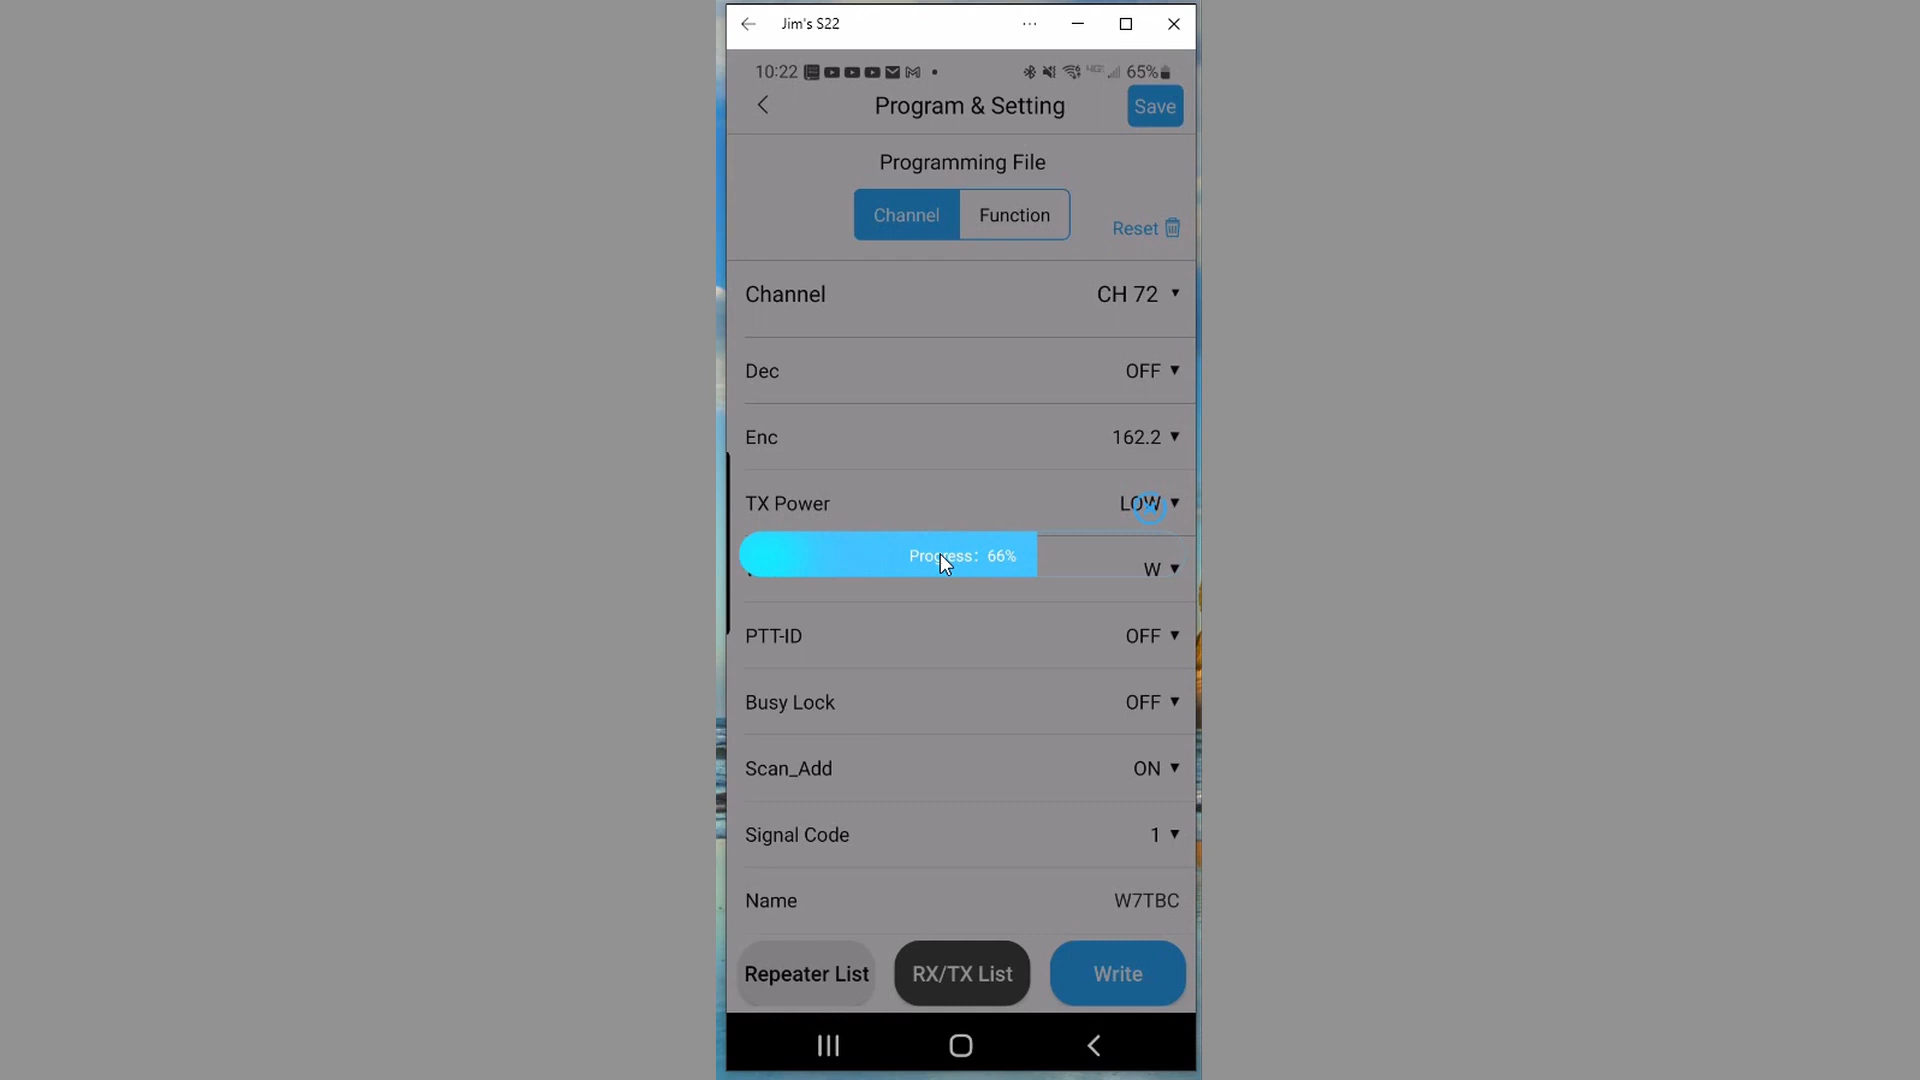 Jim's S22
10:22 65%
Program & Setting Save
Programming File
Channel Function
Reset
Channel CH 72
Dec OFF
Enc 162.2
TX Power LOW
Progress: 66%
W
PTT-ID OFF
Busy Lock OFF
Scan_Add ON
Signal Code 1
Name W7TBC
Repeater List RX/TX List Write